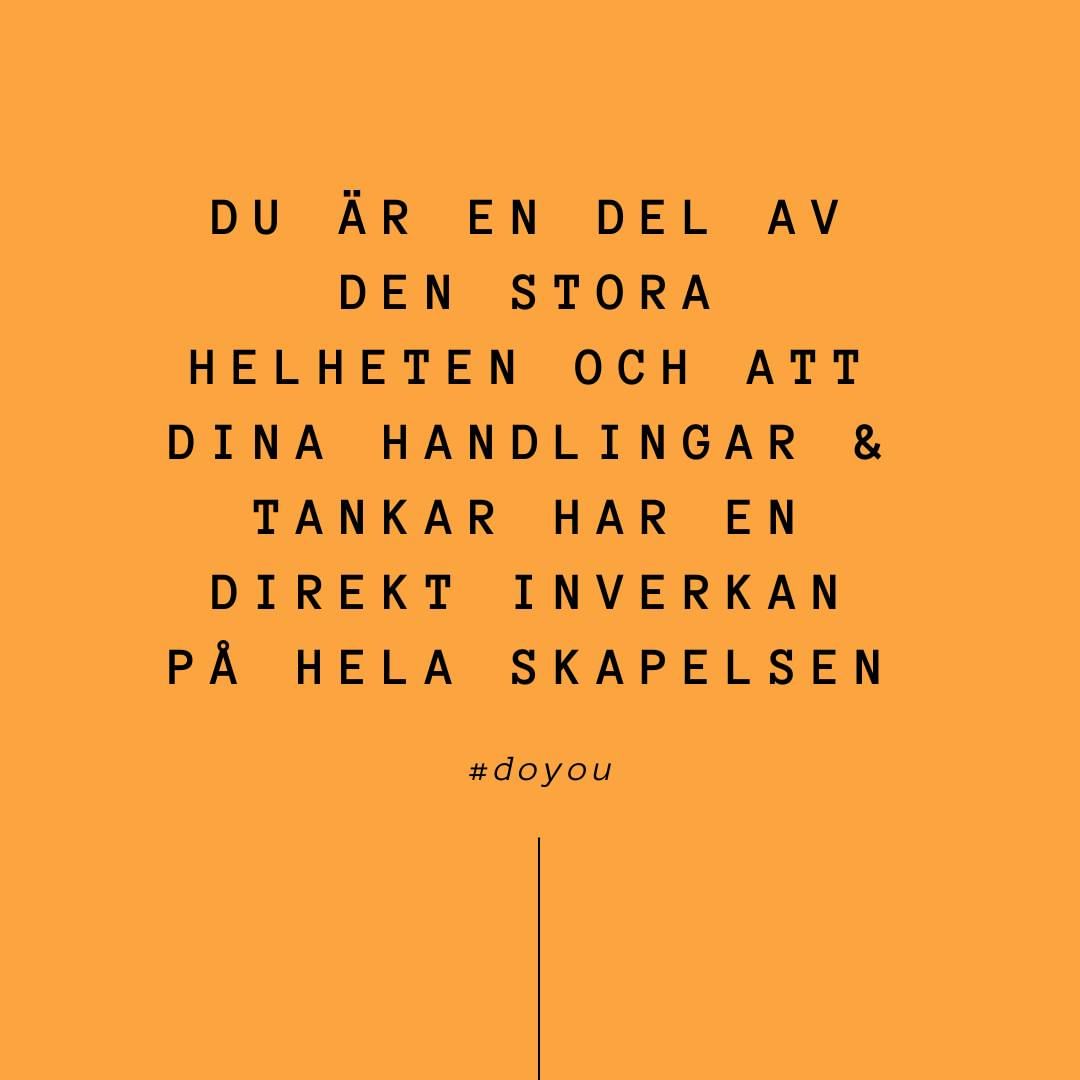 DU ÄR EN DEL AV
DEN STORA
HELHETEN OCH ATT
DINA HANDLINGAR &
TANKAR HAR EN
DIREKT INVERKAN
PÅ HELA SKAPELSEN
#doyou